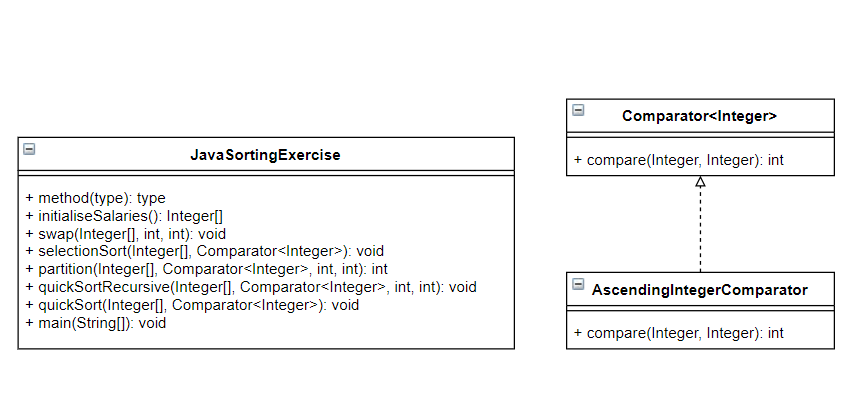 JavaSortingExercise
+ method(type): type
+ initialiseSalaries(): Integer[]
+ swap(Integer[], int, int): void
+ selectionSort(Integer[], Comparator<Integer>): void
+ partition(Integer[], Comparator<Integer>, int, int): int
+ quickSortRecursive(Integer[], Comparator<Integer>, int, int): void
+ quickSort(Integer[], Comparator<Integer>): void
+ main(String[]): void
Comparator<Integer>
+ compare(Integer, Integer): int
AscendingIntegerComparator
+ compare(Integer, Integer): int